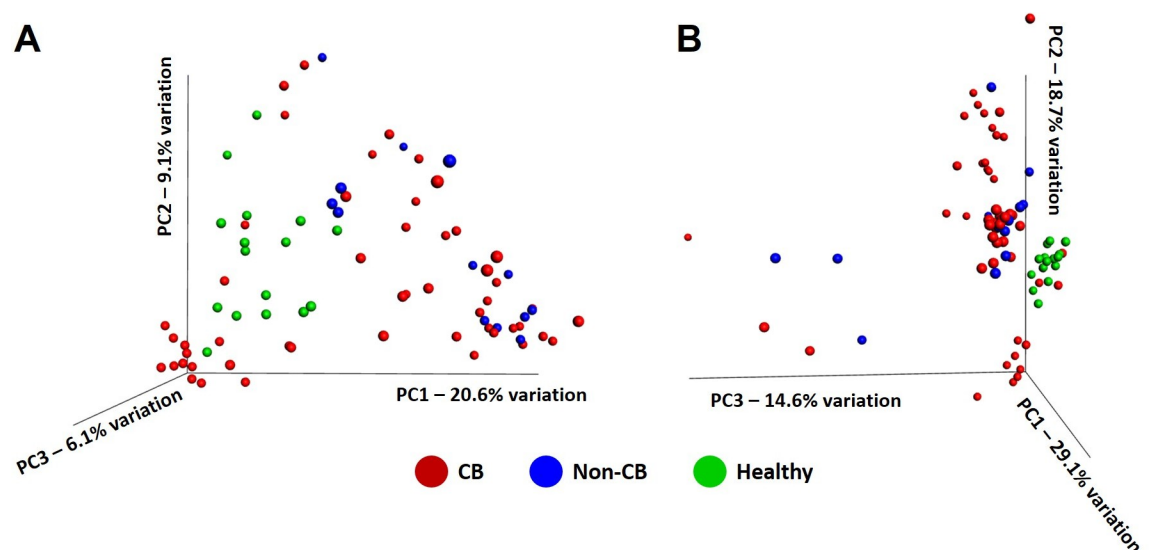 A
B
PC2 – 9.1% variation
PC2 – 18.7% variation
PC1 – 20.6% variation
PC3 – 6.1% variation
PC3 – 14.6% variation
PC1 – 29.1% variation
CB
Non-CB
Healthy